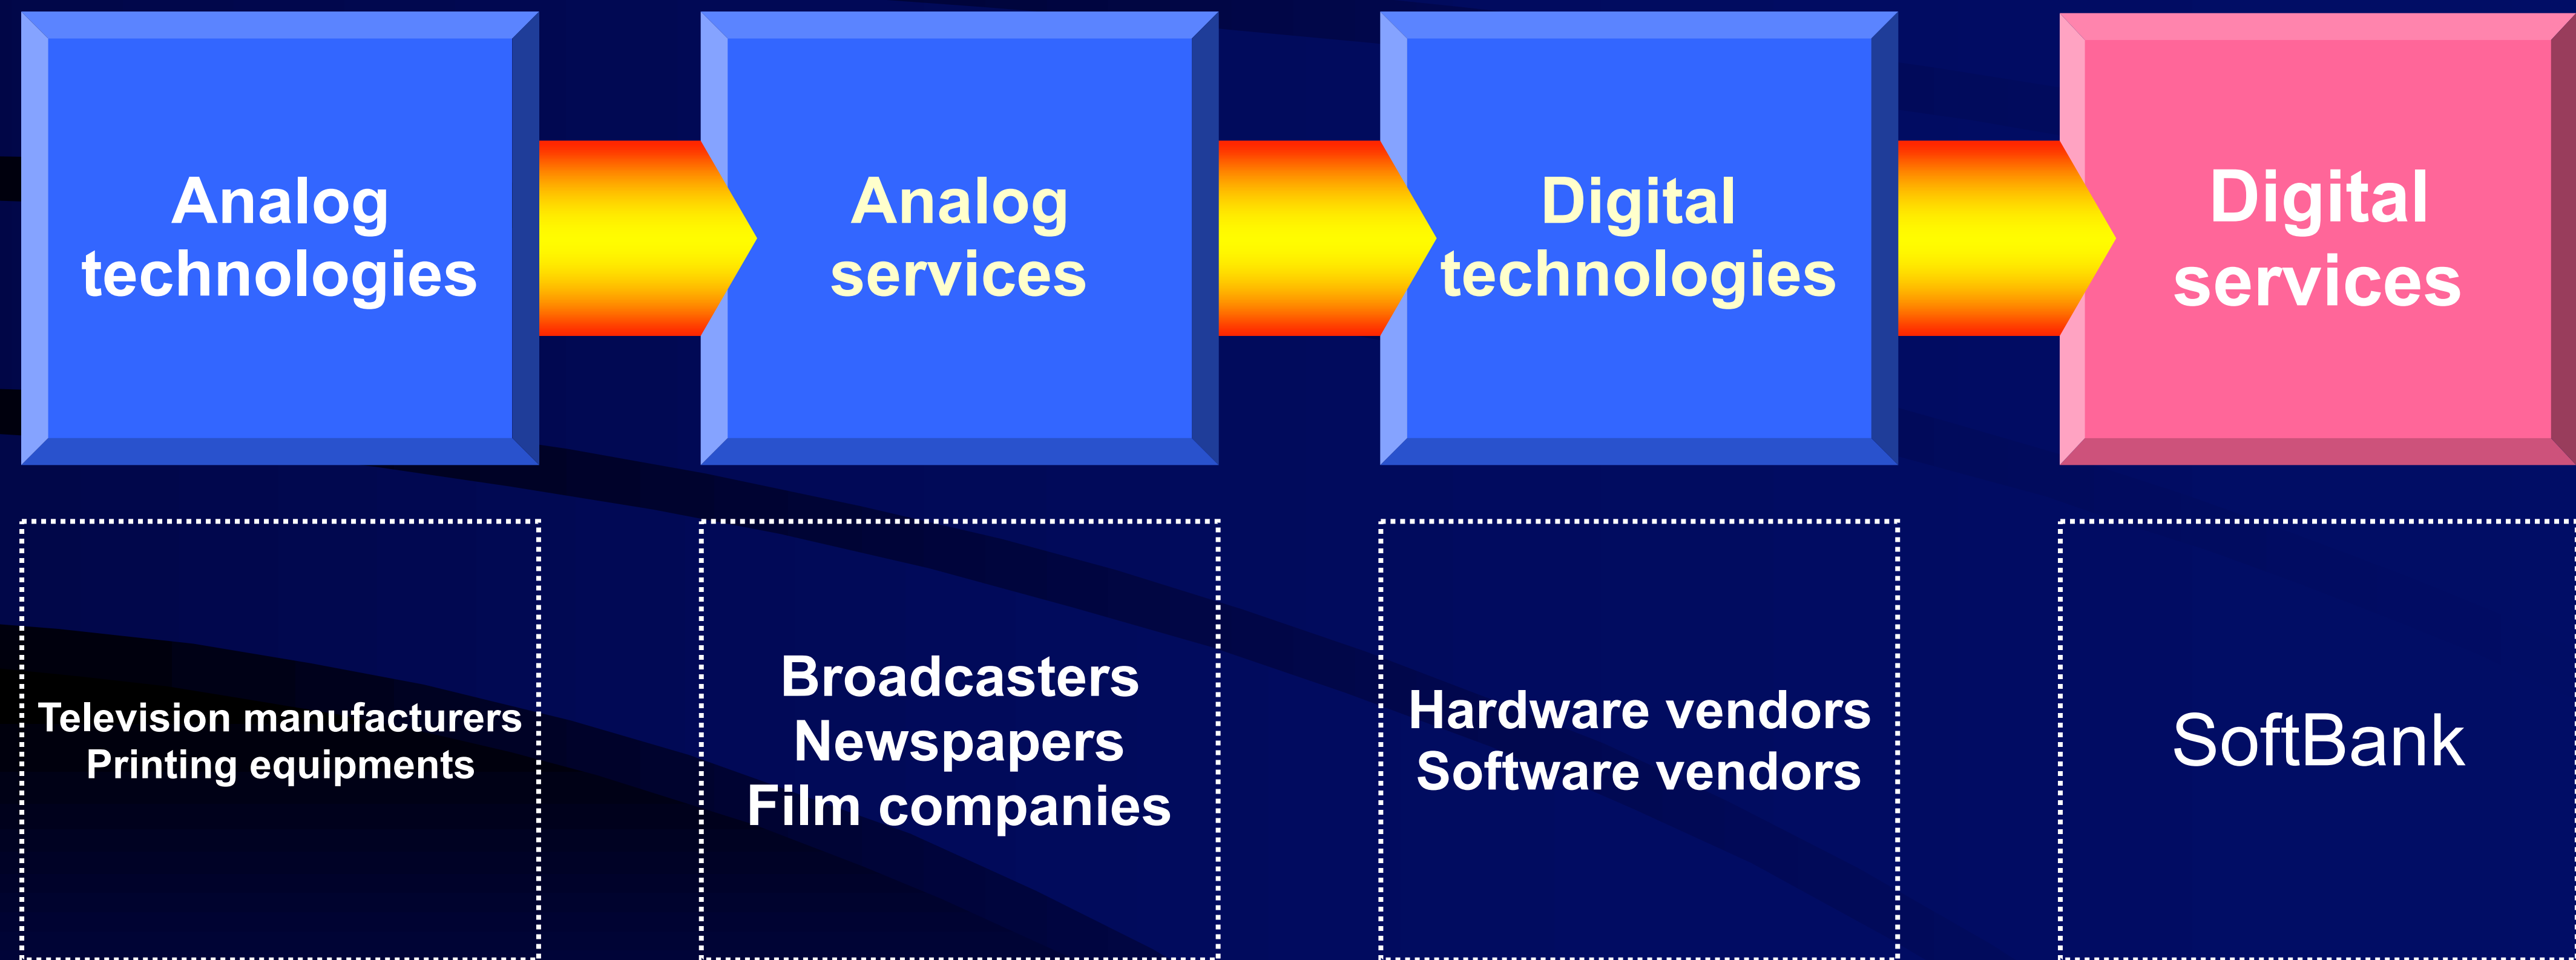 Analog
technologies
Analog
services
Digital
technologies
Digital
services
Television manufacturers
Printing equipments
Broadcasters
Newspapers
Film companies
Hardware vendors
Software vendors
SoftBank